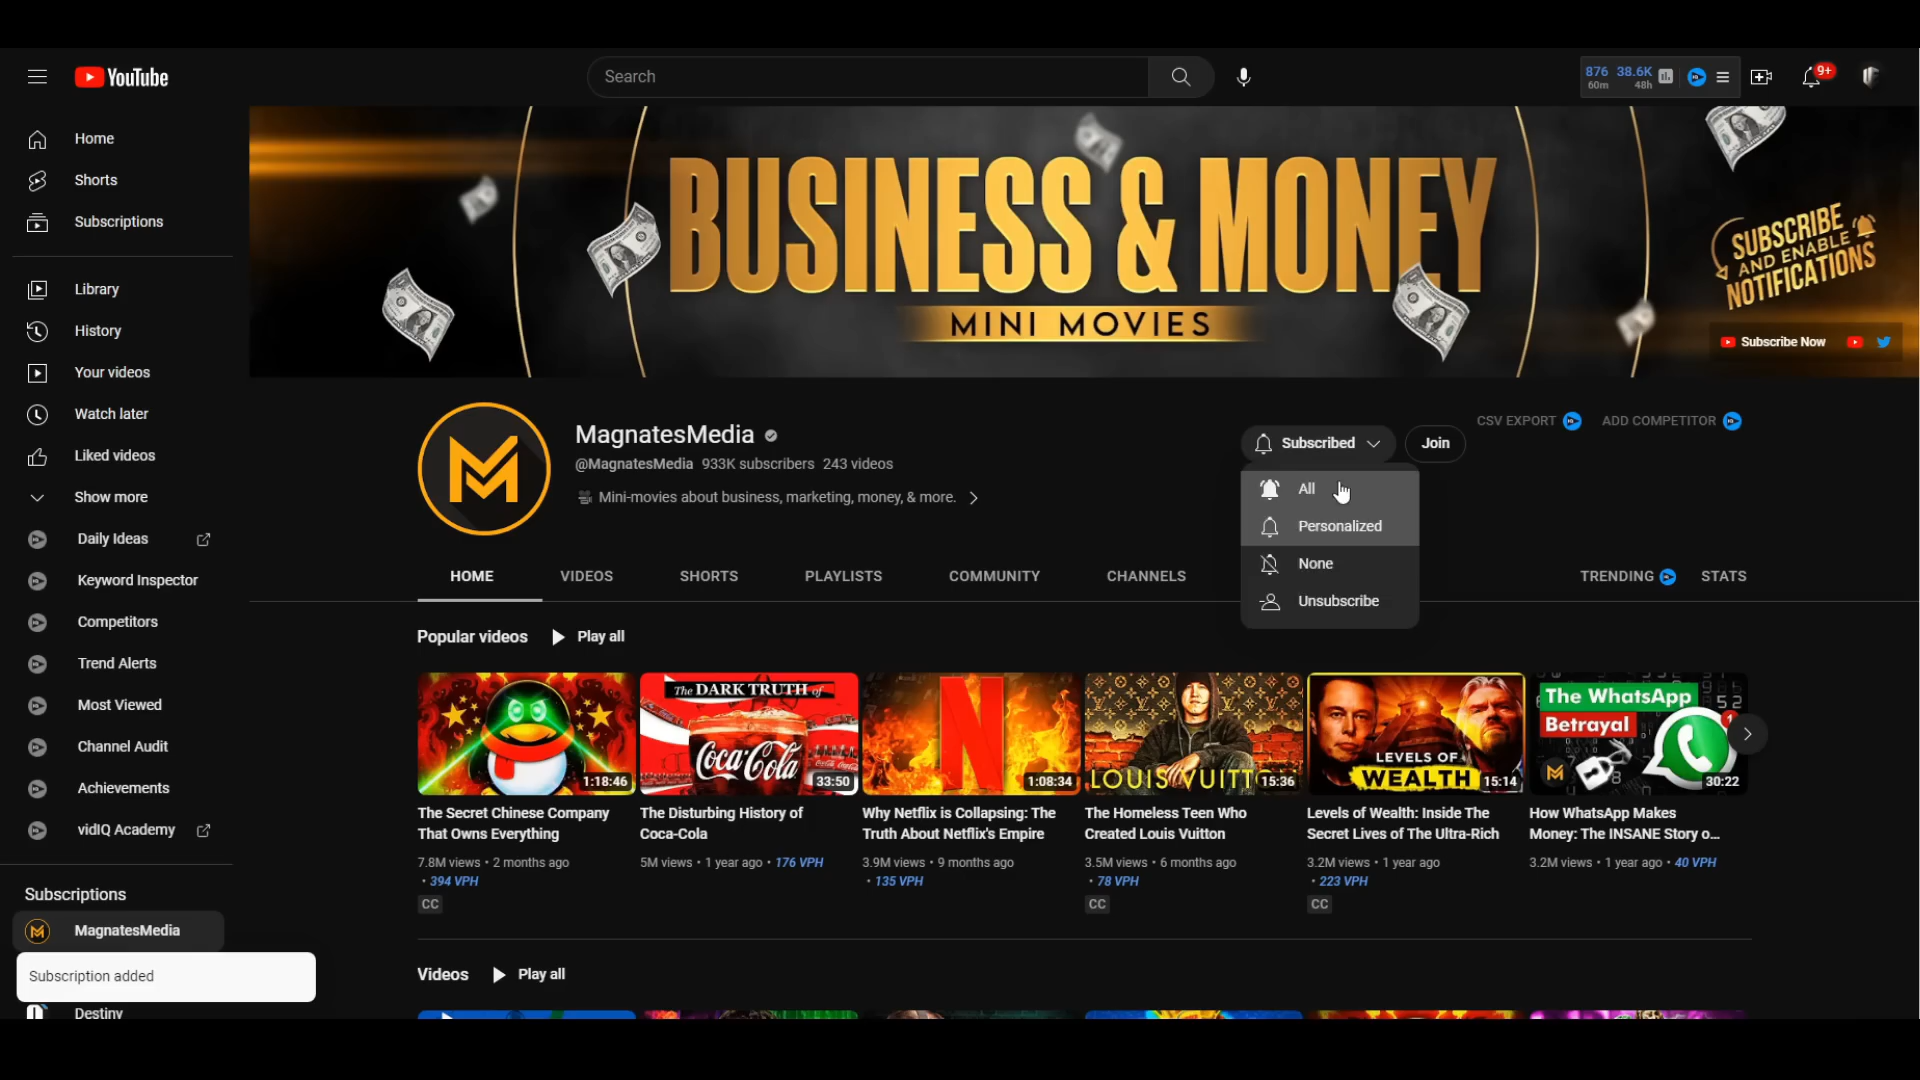 YouTube
Search
876 38.6K
60m 48h
9+
Home
Shorts
Subscriptions
Library
History
Your videos
Watch later
Liked videos
Show more
Daily Ideas
Keyword Inspector
Competitors
Trend Alerts
Most Viewed
Channel Audit
Achievements
vidIQ Academy
Subscriptions
MagnatesMedia
Subscription added
Destiny
BUSINESS & MONEY
MINI MOVIES
SUBSCRIBE
AND ENABLE
NOTIFICATIONS
Subscribe Now
MagnatesMedia
@MagnatesMedia 933K subscribers 243 videos
Mini-movies about business, marketing, money, & more.
Subscribed
Join
CSV EXPORT
ADD COMPETITOR
All
Personalized
None
Unsubscribe
HOME VIDEOS SHORTS PLAYLISTS COMMUNITY CHANNELS
TRENDING STATS
Popular videos Play all
1:18:46
The Secret Chinese Company
That Owns Everything
7.8M views • 2 months ago
• 394 VPH
CC
The DARK TRUTH of
Coca-Cola
33:50
The Disturbing History of
Coca-Cola
5M views • 1 year ago • 176 VPH
N
1:08:34
Why Netflix is Collapsing: The
Truth About Netflix's Empire
3.9M views • 9 months ago
• 135 VPH
LOUIS VUITT
15:36
The Homeless Teen Who
Created Louis Vuitton
3.5M views • 6 months ago
• 78 VPH
CC
LEVELS OF
WEALTH
15:14
Levels of Wealth: Inside The
Secret Lives of The Ultra-Rich
3.2M views • 1 year ago
• 223 VPH
CC
The WhatsApp
Betrayal
1
30:22
How WhatsApp Makes
Money: The INSANE Story o...
3.2M views • 1 year ago • 40 VPH
Videos Play all